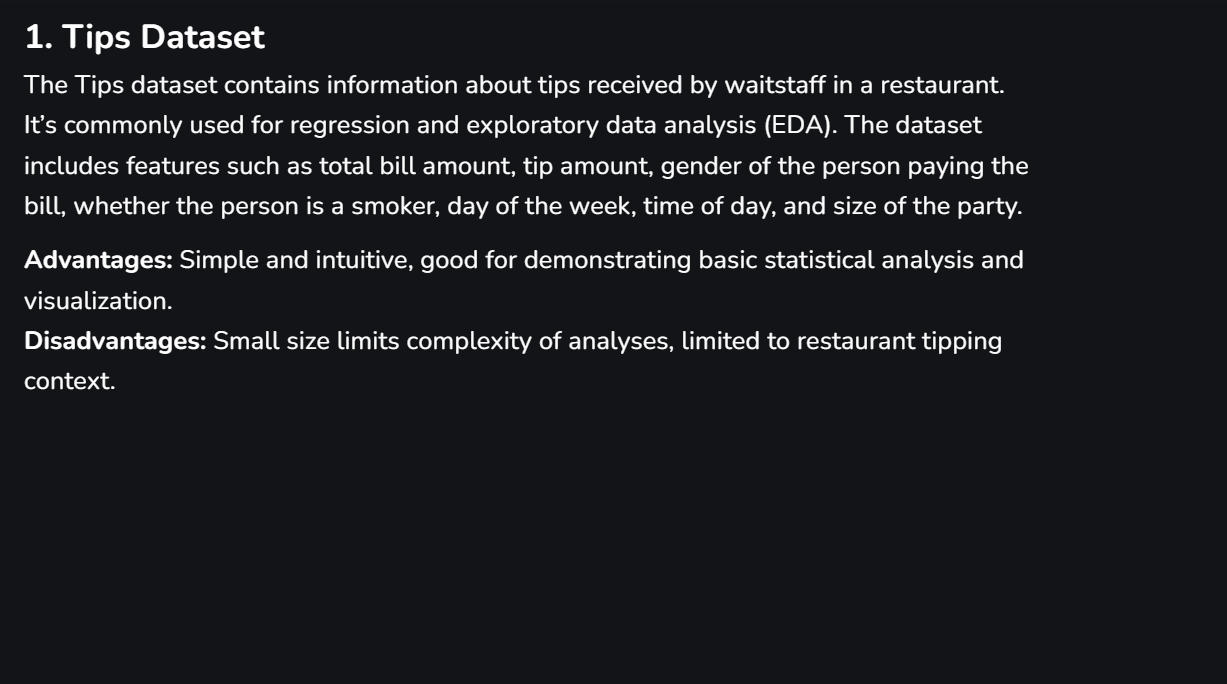 1. Tips Dataset
The Tips dataset contains information about tips received by waitstaff in a restaurant.
It’s commonly used for regression and exploratory data analysis (EDA). The dataset
includes features such as total bill amount, tip amount, gender of the person paying the
bill, whether the person is a smoker, day of the week, time of day, and size of the party.
Advantages: Simple and intuitive, good for demonstrating basic statistical analysis and
visualization.
Disadvantages: Small size limits complexity of analyses, limited to restaurant tipping
context.